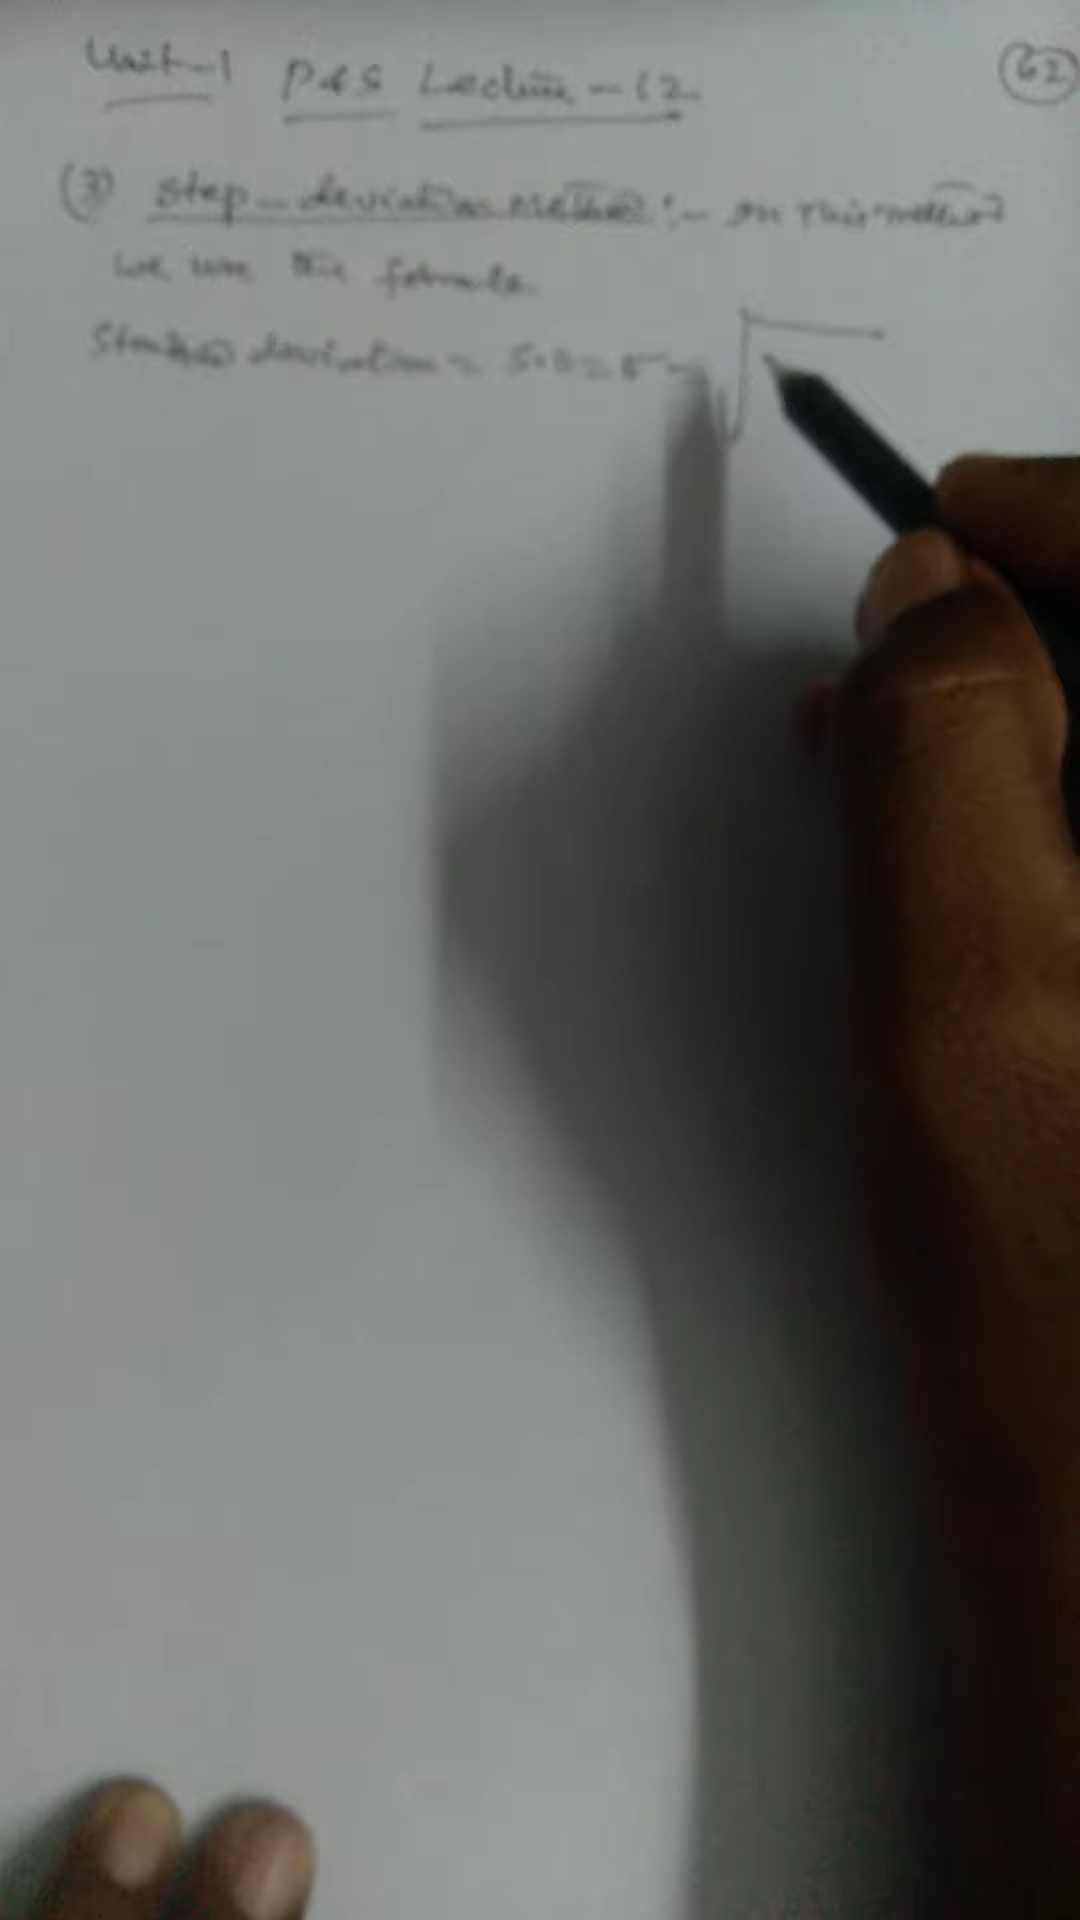 Unit-1 P&S Lecture-12 62
(3) Step-deviation Method :- In This method
we use the formula
Standard deviation = S.D = σ = √